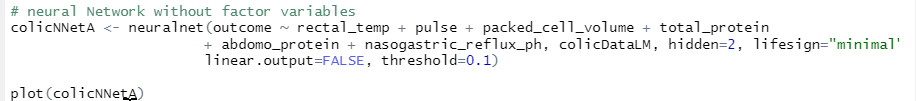 # neural Network without factor variables
colicNNetA <- neuralnet(outcome ~ rectal_temp + pulse + packed_cell_volume + total_protein
+ abdomo_protein + nasogastric_reflux_ph, colicDataLM, hidden=2, lifesign="minimal"
linear.output=FALSE, threshold=0.1)
plot(colicNNetA)